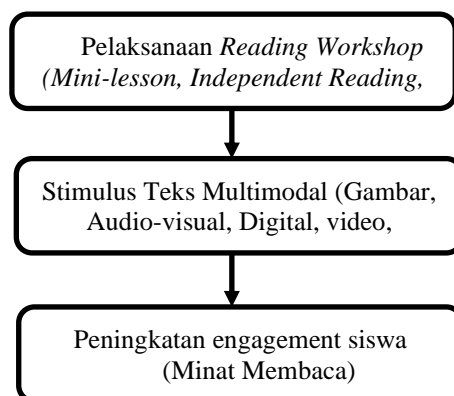 Pelaksanaan Reading Workshop
(Mini-lesson, Independent Reading,
Stimulus Teks Multimodal (Gambar,
Audio-visual, Digital, video,
Peningkatan engagement siswa
(Minat Membaca)